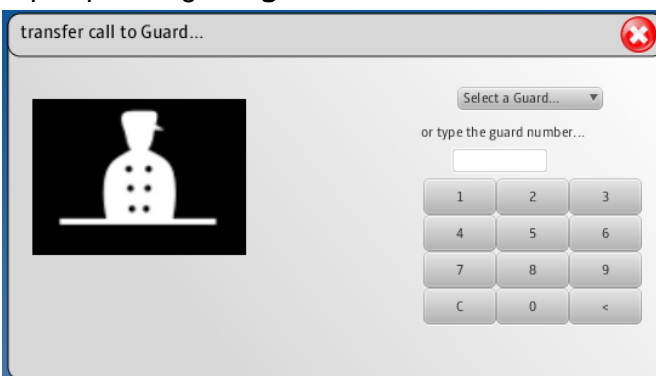 transfer call to Guard...
Select a Guard...
or type the guard number...
1 2 3
4 5 6
7 8 9
C 0 <